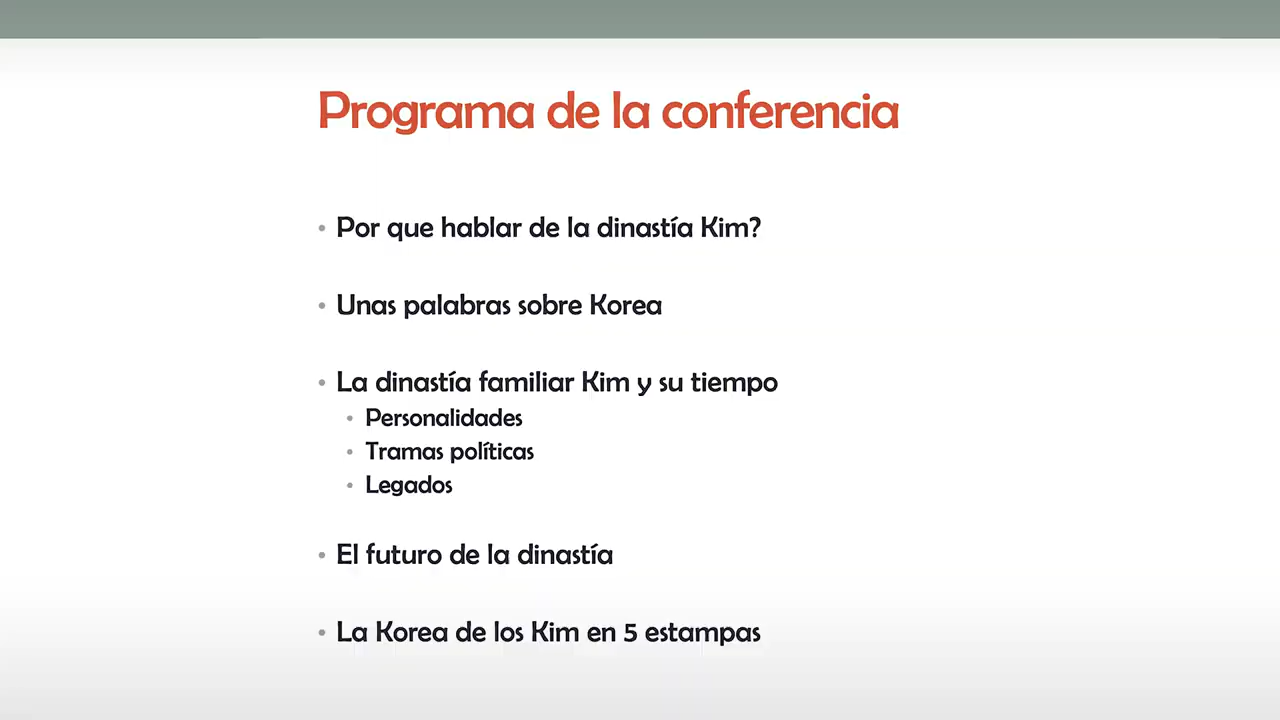 Programa de la conferencia
• Por que hablar de la dinastía Kim?
• Unas palabras sobre Korea
• La dinastía familiar Kim y su tiempo
• Personalidades
• Tramas políticas
• Legados
• El futuro de la dinastía
• La Korea de los Kim en 5 estampas